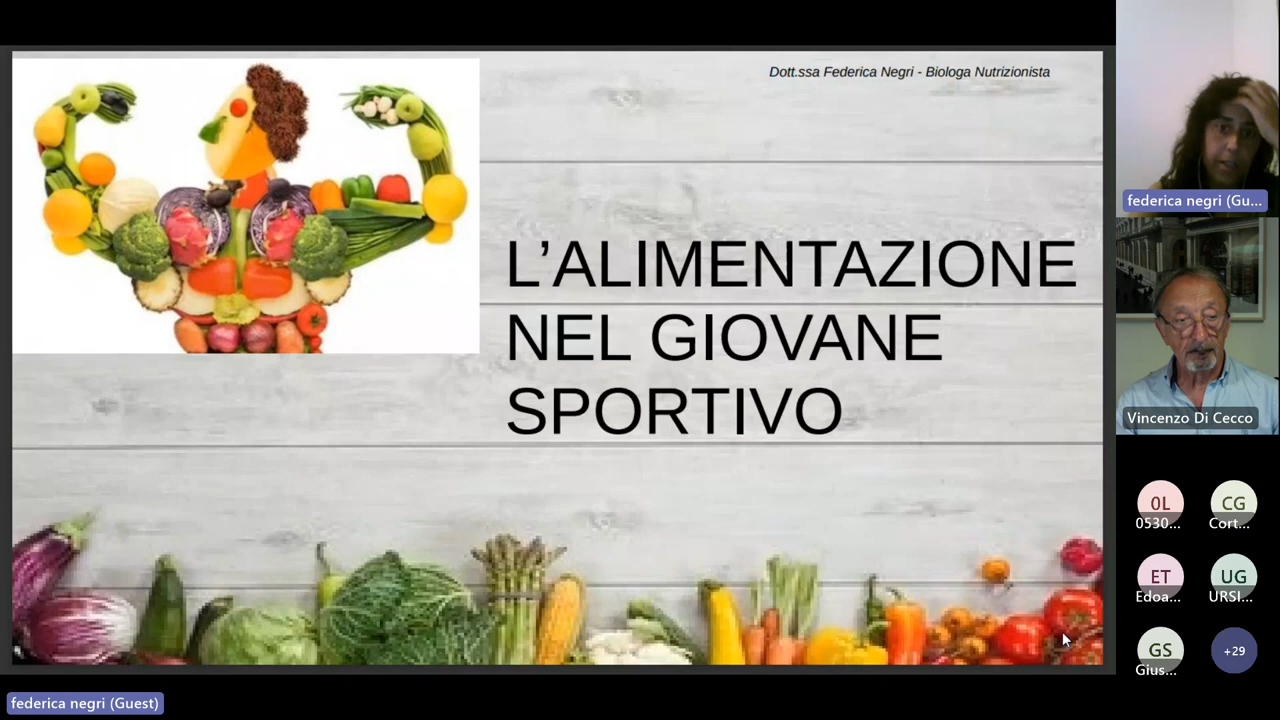 Dott.ssa Federica Negri - Biologa Nutrizionista
L’ALIMENTAZIONE
NEL GIOVANE
SPORTIVO
federica negri (Gu...
Vincenzo Di Cecco
0L
0530...
CG
Cort...
ET
Edoa...
UG
URSI...
GS
Gius...
+29
federica negri (Guest)